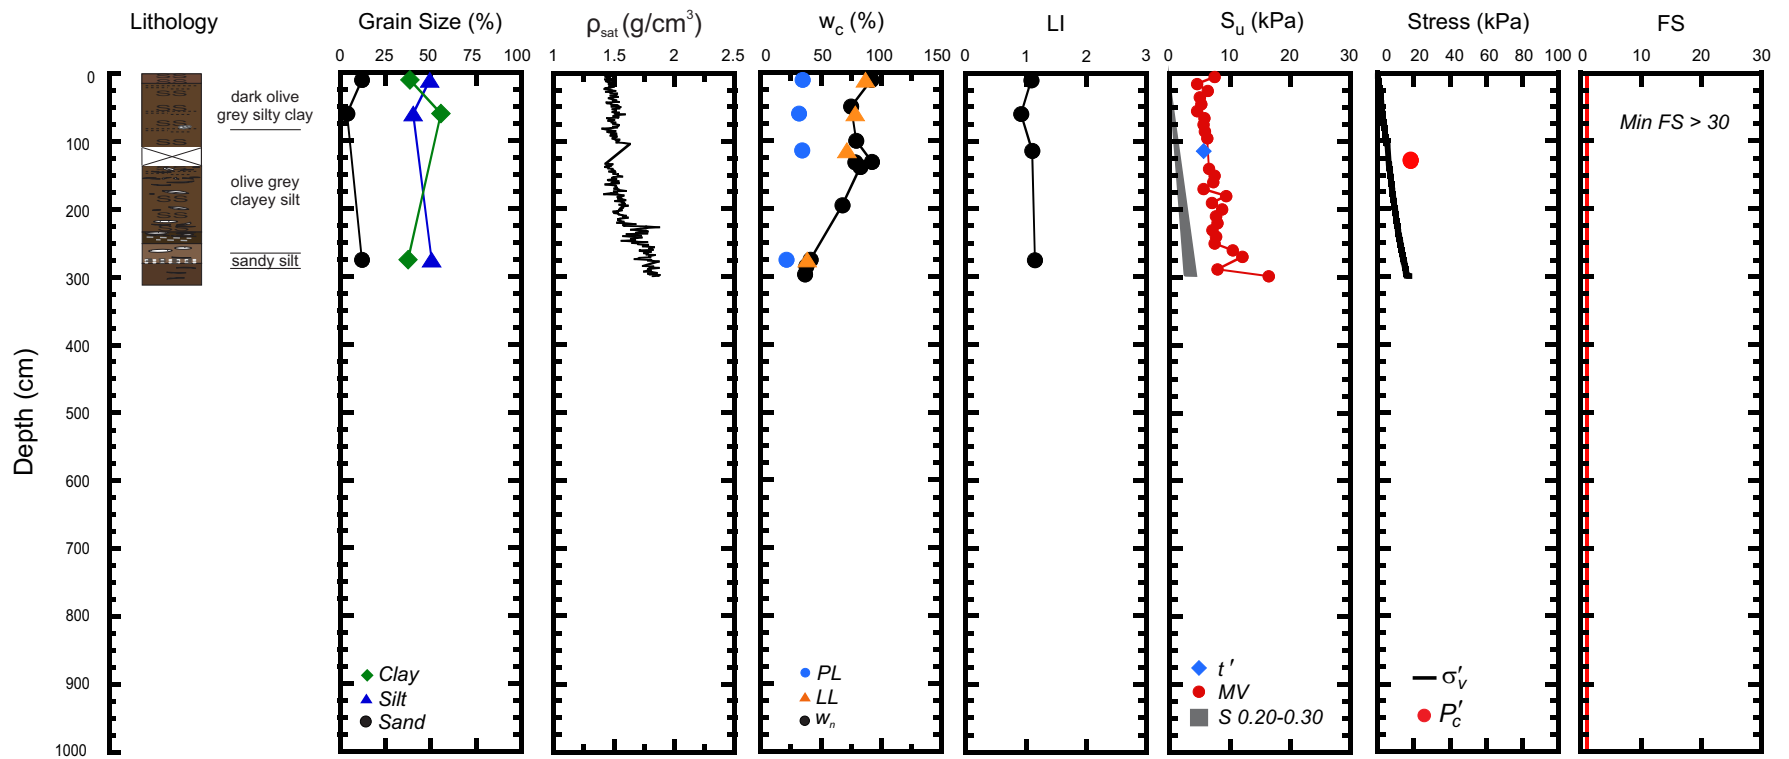 Lithology
Grain Size (%)
ρsat (g/cm³)
wc (%)
LI
Su (kPa)
Stress (kPa)
FS
0 25 50 75 100
1 1.5 2 2.5
0 50 100 150
0 1 2 3
0 10 20 30
0 20 40 60 80 100
0 10 20 30
Depth (cm)
0
100
200
300
400
500
600
700
800
900
1000
dark olive
grey silty clay
olive grey
clayey silt
sandy silt
Min FS > 30
Clay
Silt
Sand
PL
LL
wn
t′
MV
S 0.20-0.30
σ′v
P′c